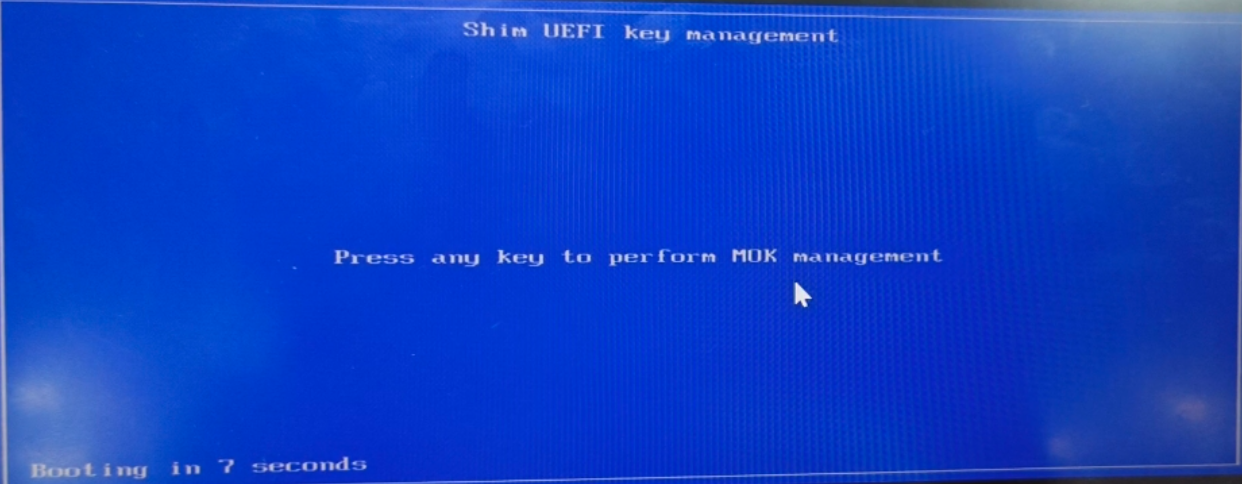 Shim UEFI key management
Press any key to perform MOK management
Booting in 7 seconds